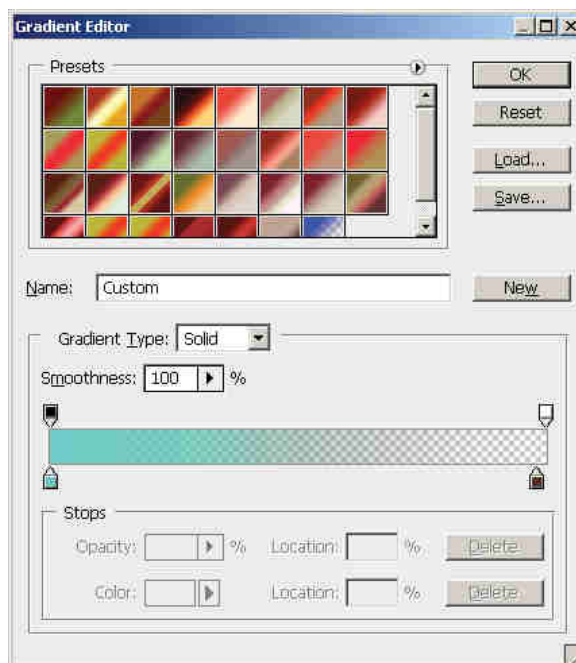 Gradient Editor
Presets
OK
Reset
Load...
Save...
Name: Custom
New
Gradient Type: Solid
Smoothness: 100 %
Stops
Opacity: % Location: % Delete
Color: Location: % Delete